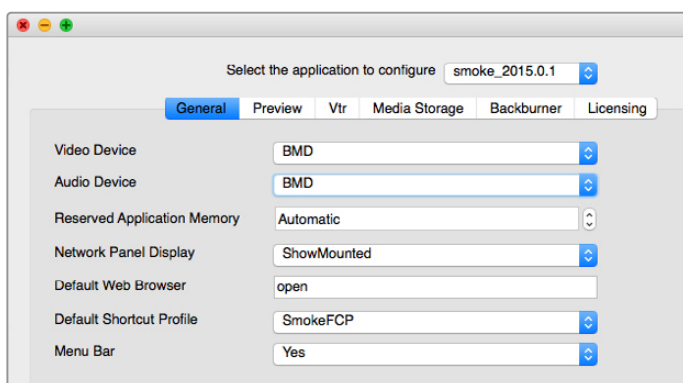 Select the application to configure smoke_2015.0.1
General Preview Vtr Media Storage Backburner Licensing
Video Device BMD
Audio Device BMD
Reserved Application Memory Automatic
Network Panel Display ShowMounted
Default Web Browser open
Default Shortcut Profile SmokeFCP
Menu Bar Yes